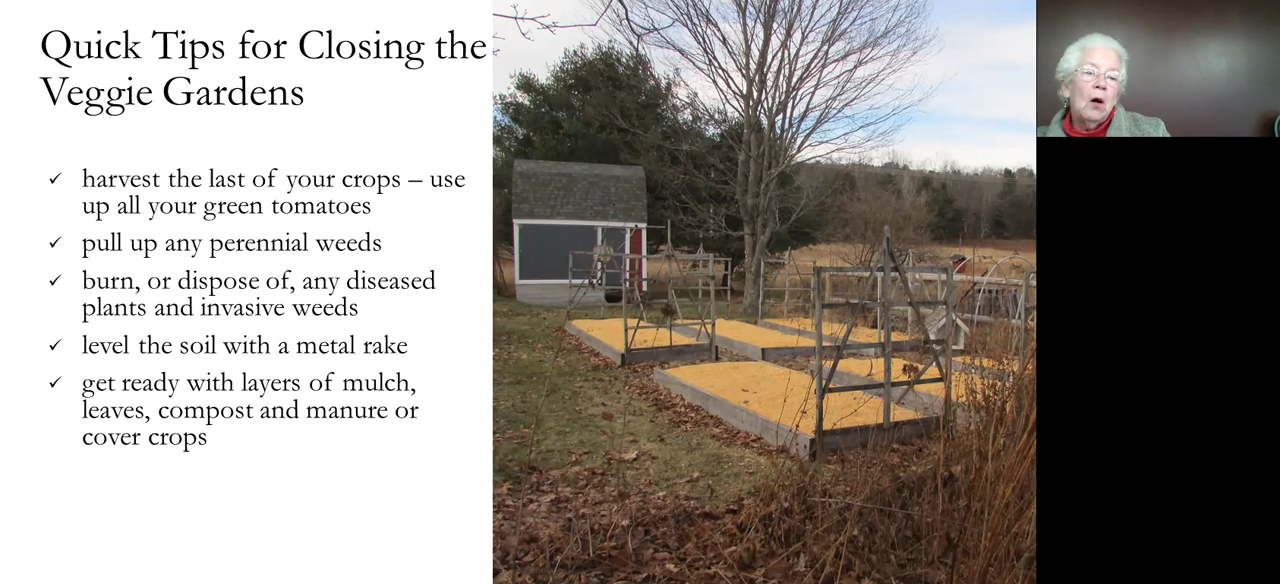 Quick Tips for Closing the
Veggie Gardens
✓ harvest the last of your crops – use
up all your green tomatoes
✓ pull up any perennial weeds
✓ burn, or dispose of, any diseased
plants and invasive weeds
✓ level the soil with a metal rake
✓ get ready with layers of mulch,
leaves, compost and manure or
cover crops